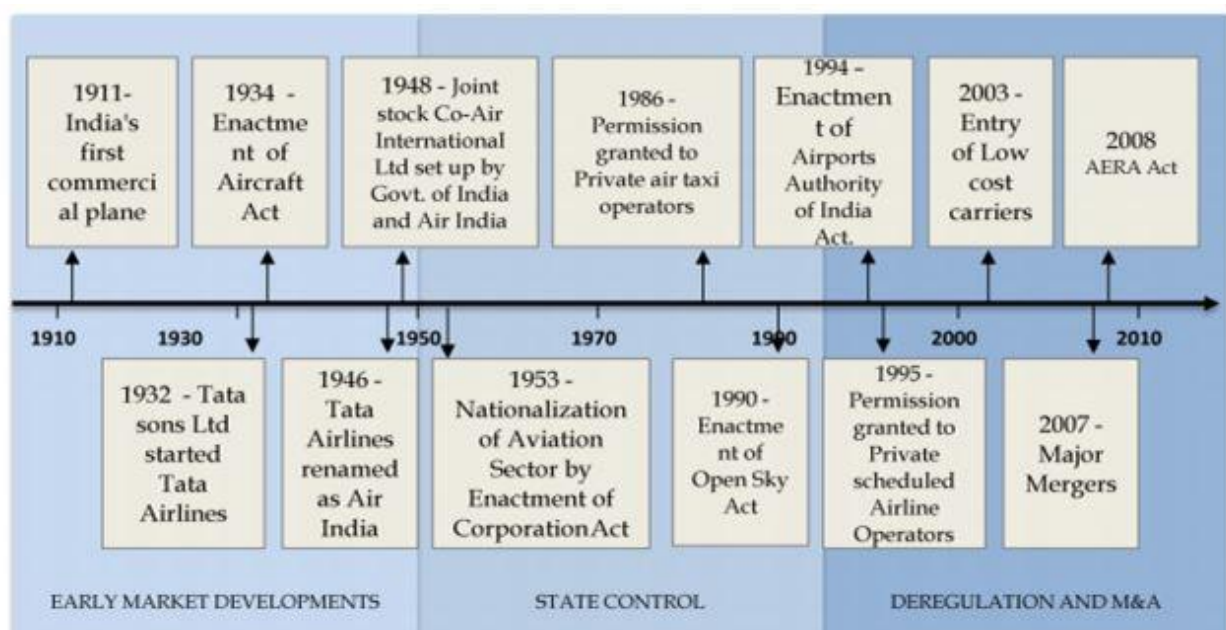 1911-
India's
first
commerci
al plane
1934 -
Enactme
nt of
Aircraft
Act
1948 - Joint
stock Co-Air
International
Ltd set up by
Govt. of India
and Air India
1986 -
Permission
granted to
Private air taxi
operators
1994 –
Enactmen
t of
Airports
Authority
of India
Act.
2003 -
Entry
of Low
cost
carriers
2008
AERA Act
1910 1930 1950 1970 1990 2000 2010
1932 - Tata
sons Ltd
started
Tata
Airlines
1946 -
Tata
Airlines
renamed
as Air
India
1953 -
Nationalization
of Aviation
Sector by
Enactment of
Corporation Act
1990 -
Enactme
nt of
Open Sky
Act
1995 -
Permission
granted to
Private
scheduled
Airline
Operators
2007 -
Major
Mergers
EARLY MARKET DEVELOPMENTS STATE CONTROL DEREGULATION AND M&A